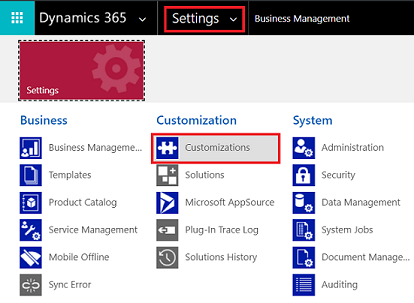 Dynamics 365 Settings Business Management
Settings
Business Customization System
Business Manageme... Customizations Administration
Templates Solutions Security
Product Catalog Microsoft AppSource Data Management
Service Management Plug-In Trace Log System Jobs
Mobile Offline Solutions History Document Manage...
Sync Error Auditing